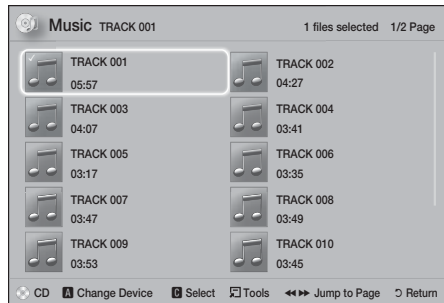 Music TRACK 001 1 files selected 1/2 Page
TRACK 001 TRACK 002
05:57 04:27
TRACK 003 TRACK 004
04:07 03:41
TRACK 005 TRACK 006
03:17 03:35
TRACK 007 TRACK 008
03:47 03:49
TRACK 009 TRACK 010
03:53 03:45
CD A Change Device C Select Tools Jump to Page Return